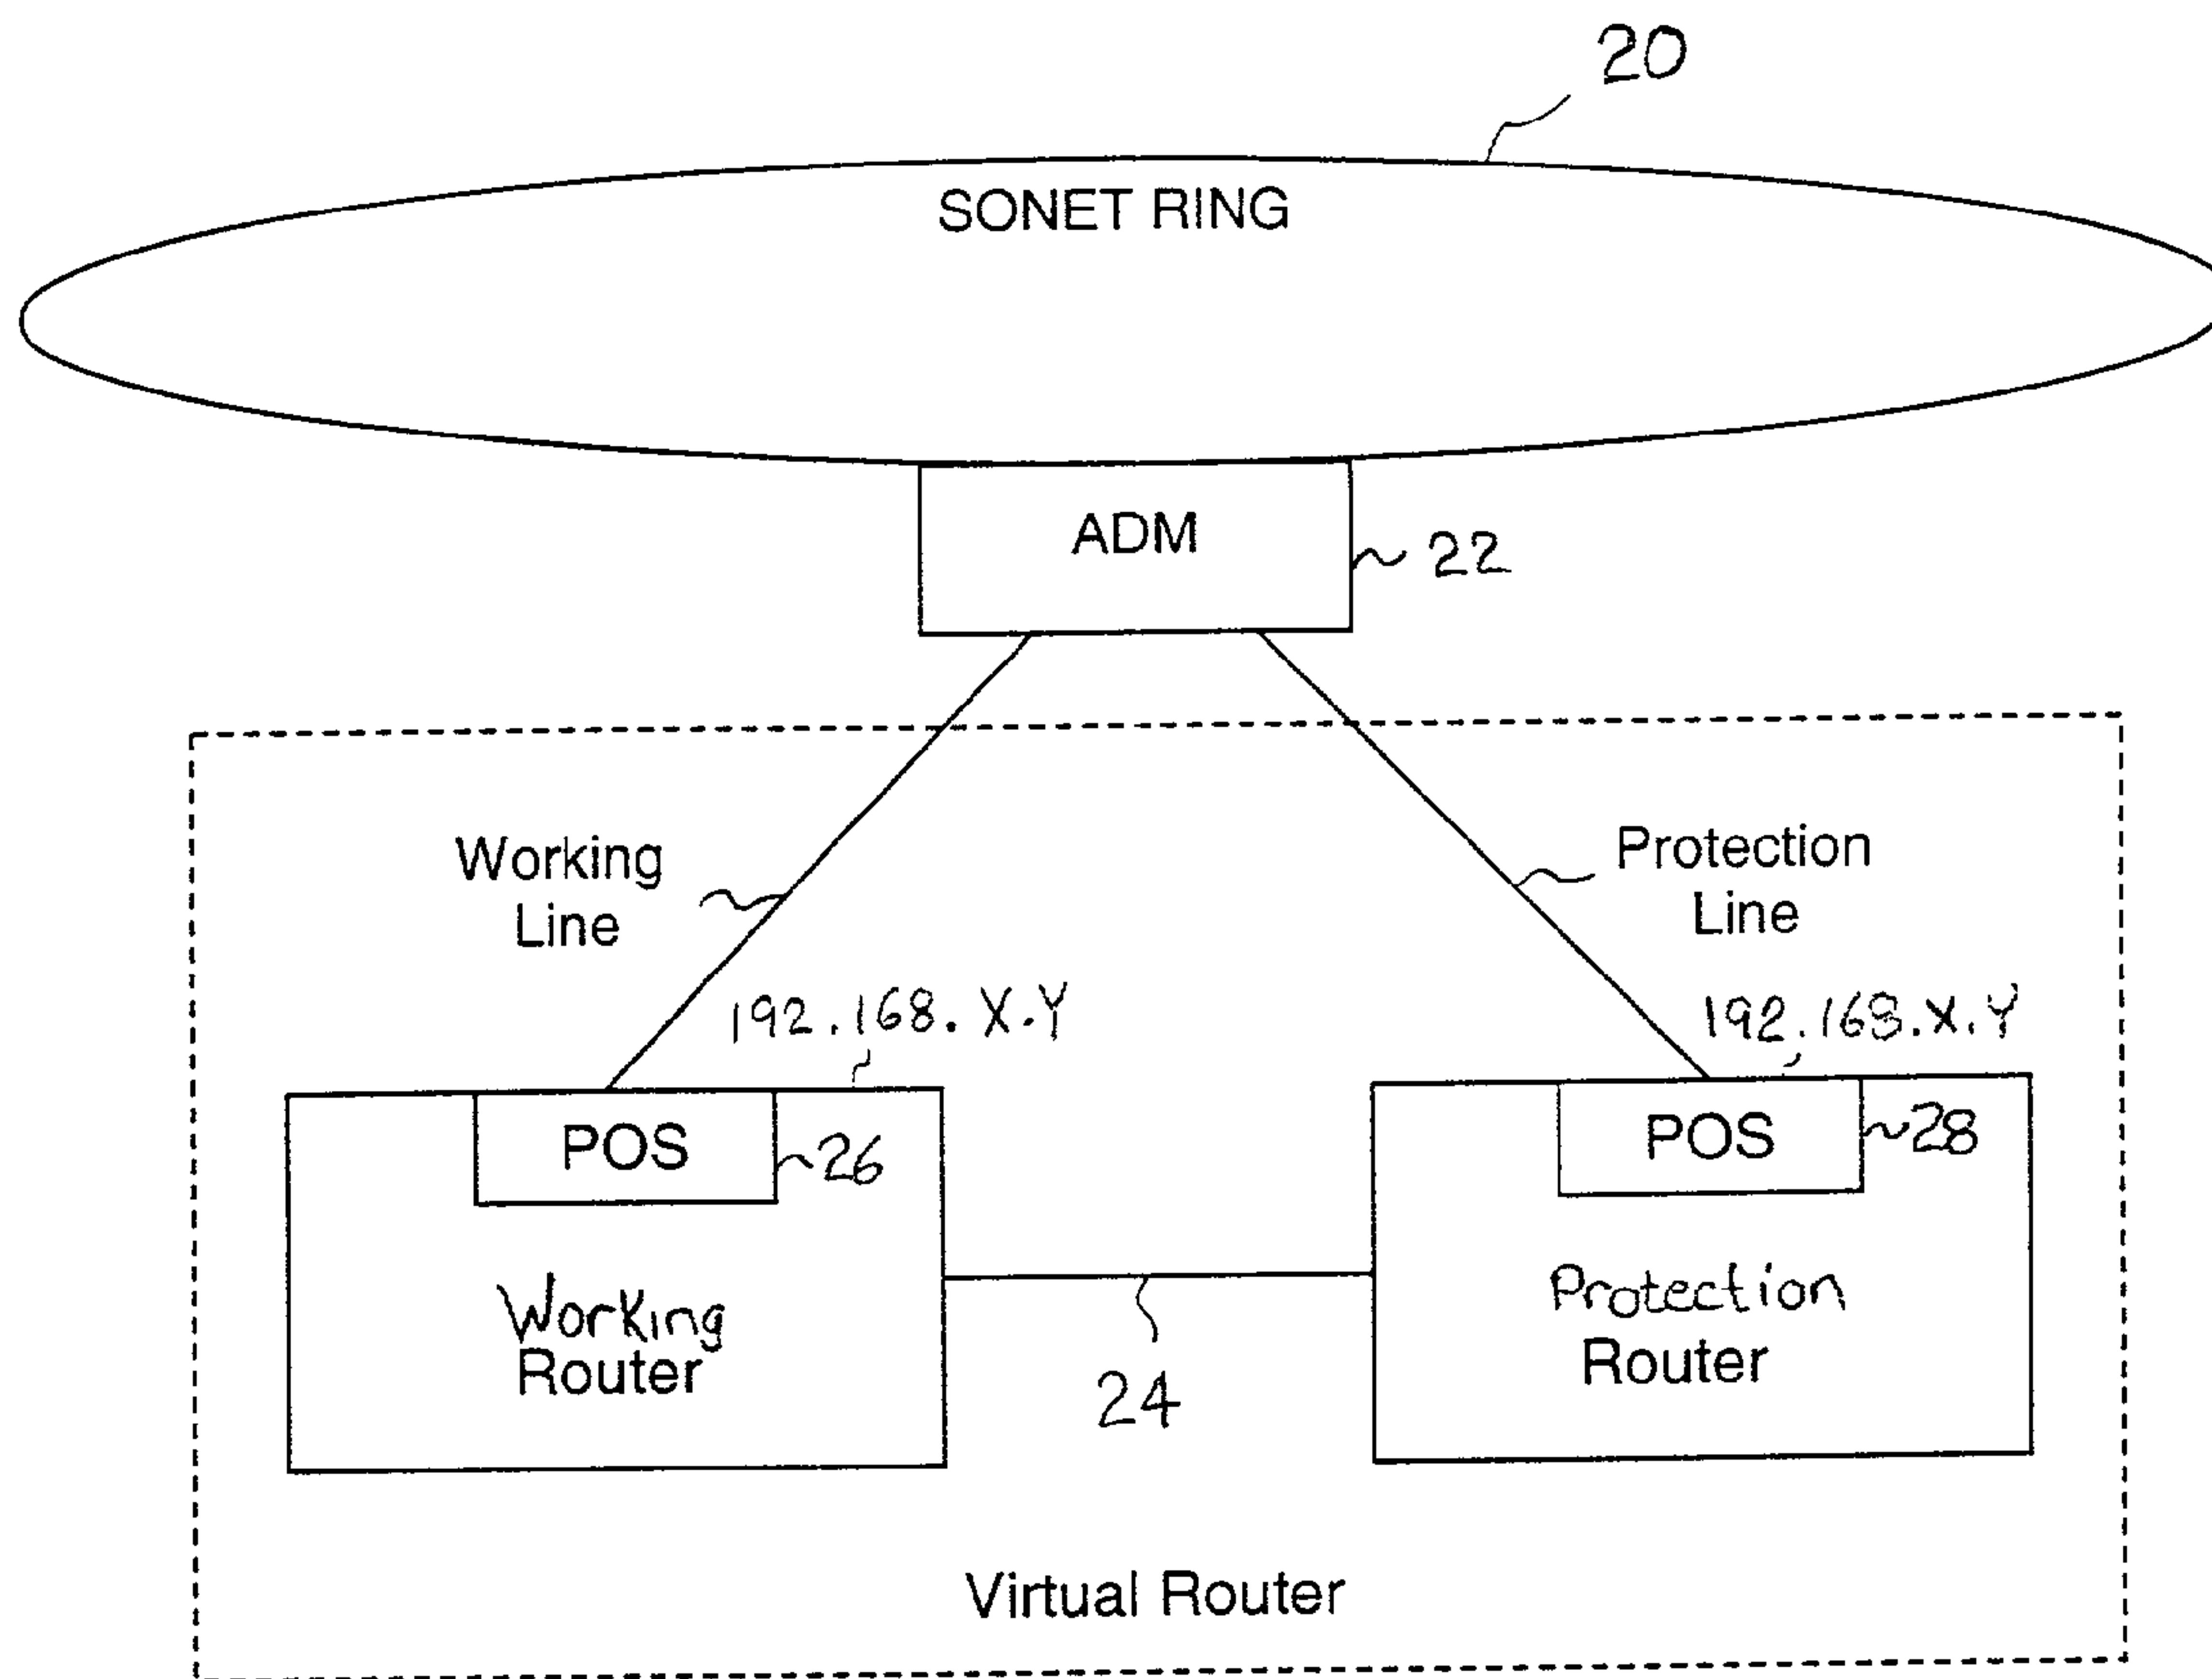 20
SONET RING
ADM
22
Working
Line
Protection
Line
192.168.X.Y
192.168.X.Y
POS
26
POS
28
Working
Router
Protection
Router
24
Virtual Router